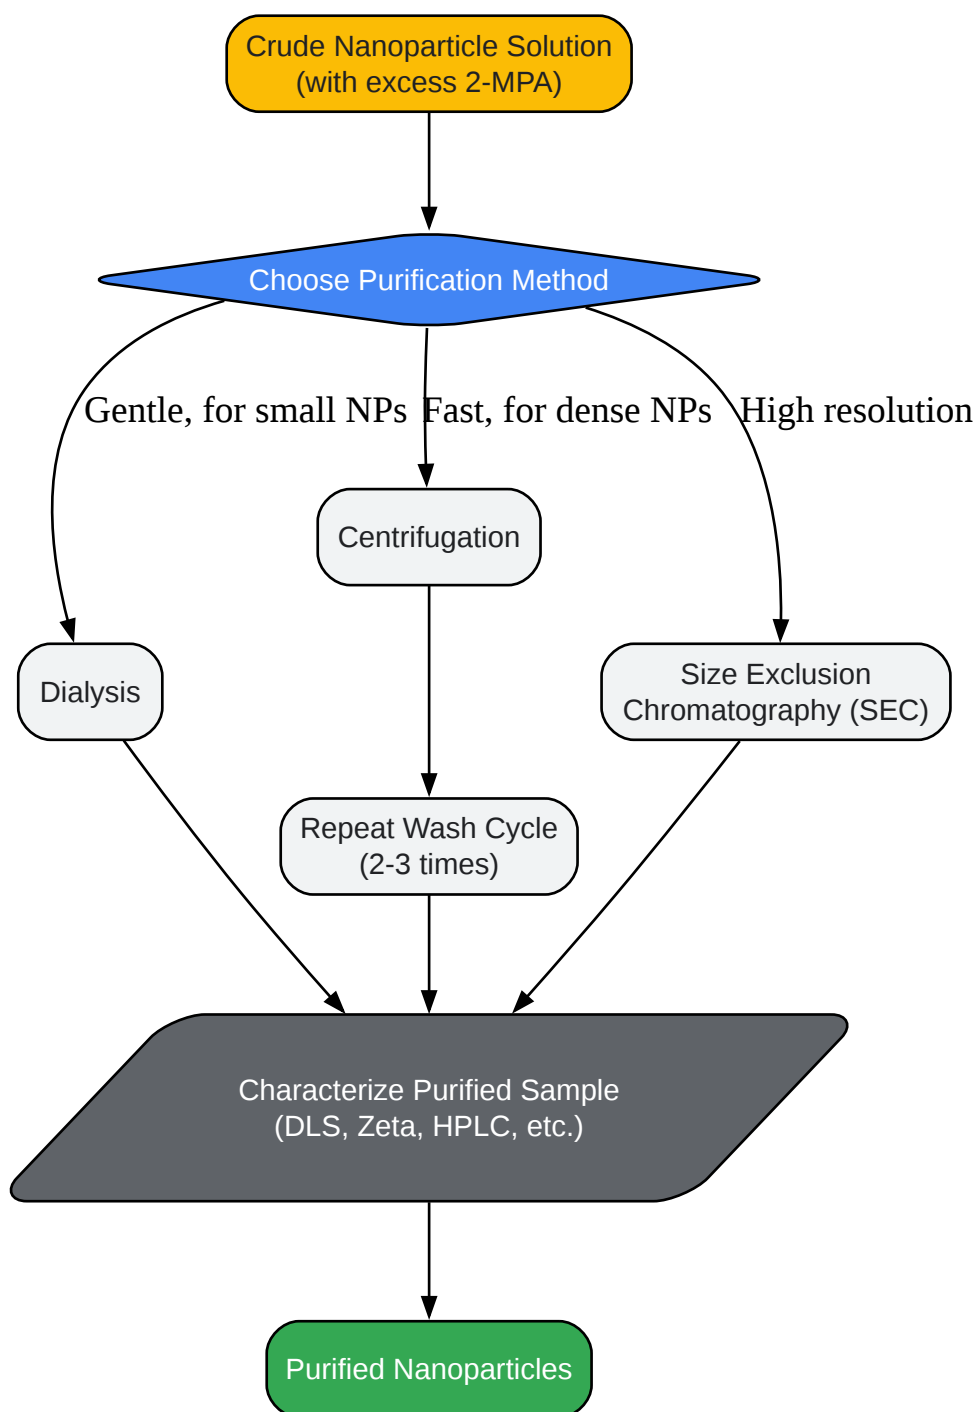 Crude Nanoparticle Solution
(with excess 2-MPA)
Choose Purification Method
Gentle, for small NPs
Fast, for dense NPs
High resolution
Centrifugation
Dialysis
Size Exclusion
Chromatography (SEC)
Repeat Wash Cycle
(2-3 times)
Characterize Purified Sample
(DLS, Zeta, HPLC, etc.)
Purified Nanoparticles